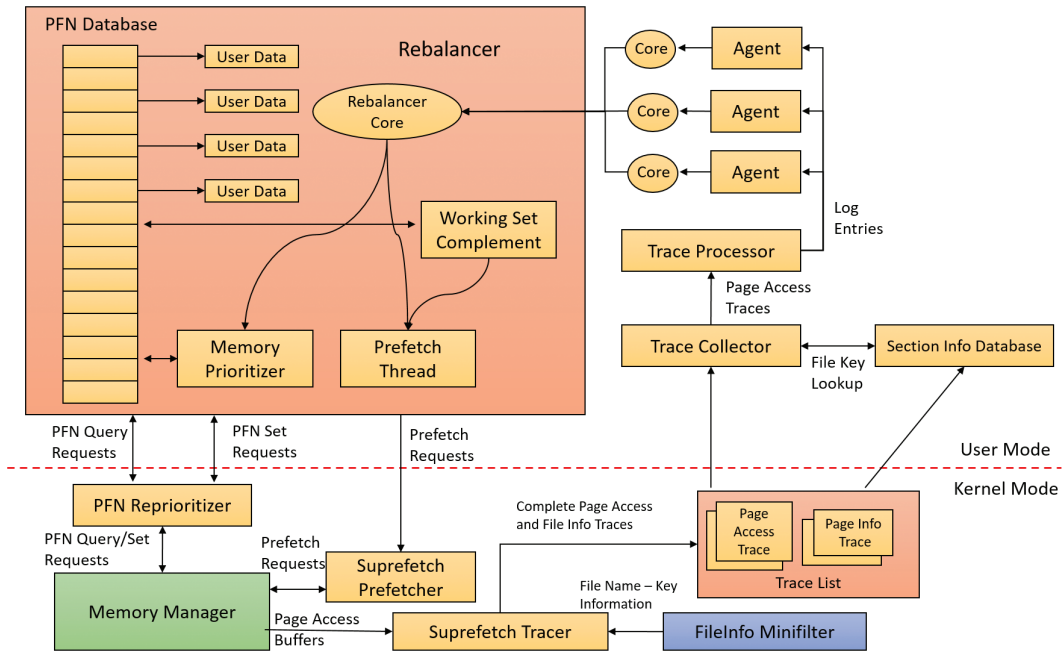 PFN Database
Rebalancer
User Data
User Data
User Data
User Data
Rebalancer
Core
Working Set
Complement
Memory
Prioritizer
Prefetch
Thread
Core
Agent
Core
Agent
Core
Agent
Log
Entries
Trace Processor
Page Access
Traces
Trace Collector
File Key
Lookup
Section Info Database
PFN Query
Requests
PFN Set
Requests
Prefetch
Requests
User Mode
Kernel Mode
PFN Reprioritizer
PFN Query/Set
Requests
Prefetch
Requests
Suprefetch
Prefetcher
Complete Page Access
and File Info Traces
Page
Access
Trace
Page Info
Trace
Trace List
Memory Manager
Page Access
Buffers
Suprefetch Tracer
File Name – Key
Information
FileInfo Minifilter